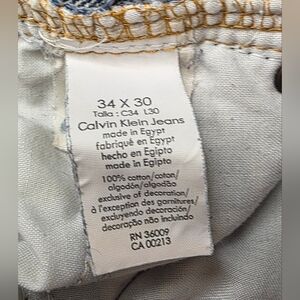 34 X 30
Talla : C34 L30
Calvin Klein Jeans
made in Egypt
fabriqué en Egipt
hecho en Egipto
made in Egipto
100% cotton/coton/
algodón/algodão
exclusive of decoration/
à l'exception des garnitures/
excluyendo decoración/
decoração não incluindo
RN 36009
CA 00213